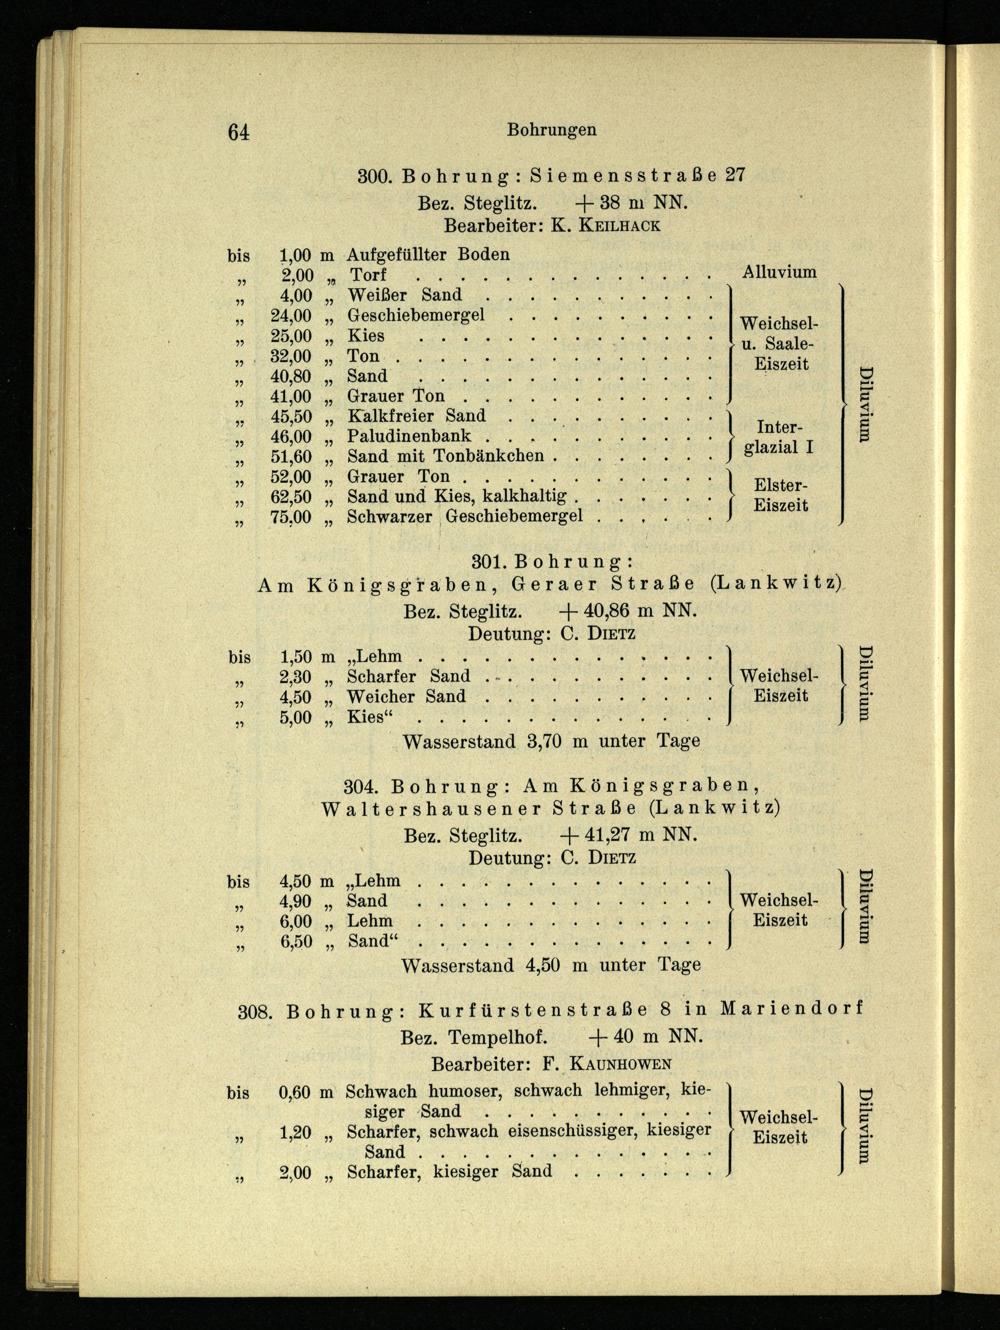 64 Bohrungen
300. Bohrung: Siemensstraße 27
Bez. Steglitz. + 38 m NN.
Bearbeiter: K. KEILHACK
bis 1,00 m Aufgefüllter Boden
„ 2,00 „ Torf . . . . . . . . . . . . . . Alluvium
„ 4,00 „ Weißer Sand . . . . . . . . . . .
„ 24,00 „ Geschiebemergel . . . . . . . . . .
„ 25,00 „ Kies . . . . . . . . . . . . . .
„ 32,00 „ Ton . . . . . . . . . . . . . . .
„ 40,80 „ Sand . . . . . . . . . . . . . .
„ 41,00 „ Grauer Ton . . . . . . . . . . . .
Weichsel-
u. Saale-
Eiszeit
„ 45,50 „ Kalkfreier Sand . . . . . . . . . .
„ 46,00 „ Paludinenbank . . . . . . . . . . .
„ 51,60 „ Sand mit Tonbänkchen . . . . . . . .
Inter-
glazial I
„ 52,00 „ Grauer Ton . . . . . . . . . . . .
„ 62,50 „ Sand und Kies, kalkhaltig . . . . . . .
„ 75,00 „ Schwarzer Geschiebemergel . . . . . .
Elster-
Eiszeit
Diluvium
301. Bohrung:
Am Königsgraben, Geraer Straße (Lankwitz)
Bez. Steglitz. + 40,86 m NN.
Deutung: C. DIETZ
bis 1,50 m „Lehm . . . . . . . . . . . . . .
„ 2,30 „ Scharfer Sand . . . . . . . . . . .
„ 4,50 „ Weicher Sand . . . . . . . . . . .
„ 5,00 „ Kies“ . . . . . . . . . . . . . .
Weichsel-
Eiszeit
Diluvium
Wasserstand 3,70 m unter Tage
304. Bohrung: Am Königsgraben,
Waltershausener Straße (Lankwitz)
Bez. Steglitz. + 41,27 m NN.
Deutung: C. DIETZ
bis 4,50 m „Lehm . . . . . . . . . . . . . .
„ 4,90 „ Sand . . . . . . . . . . . . . .
„ 6,00 „ Lehm . . . . . . . . . . . . . .
„ 6,50 „ Sand“ . . . . . . . . . . . . . .
Weichsel-
Eiszeit
Diluvium
Wasserstand 4,50 m unter Tage
308. Bohrung: Kurfürstenstraße 8 in Mariendorf
Bez. Tempelhof. + 40 m NN.
Bearbeiter: F. KAUNHOWEN
bis 0,60 m Schwach humoser, schwach lehmiger, kie-
siger Sand . . . . . . . . . . .
„ 1,20 „ Scharfer, schwach eisenschüssiger, kiesiger
Sand . . . . . . . . . . . . . .
„ 2,00 „ Scharfer, kiesiger Sand . . . . . . .
Weichsel-
Eiszeit
Diluvium